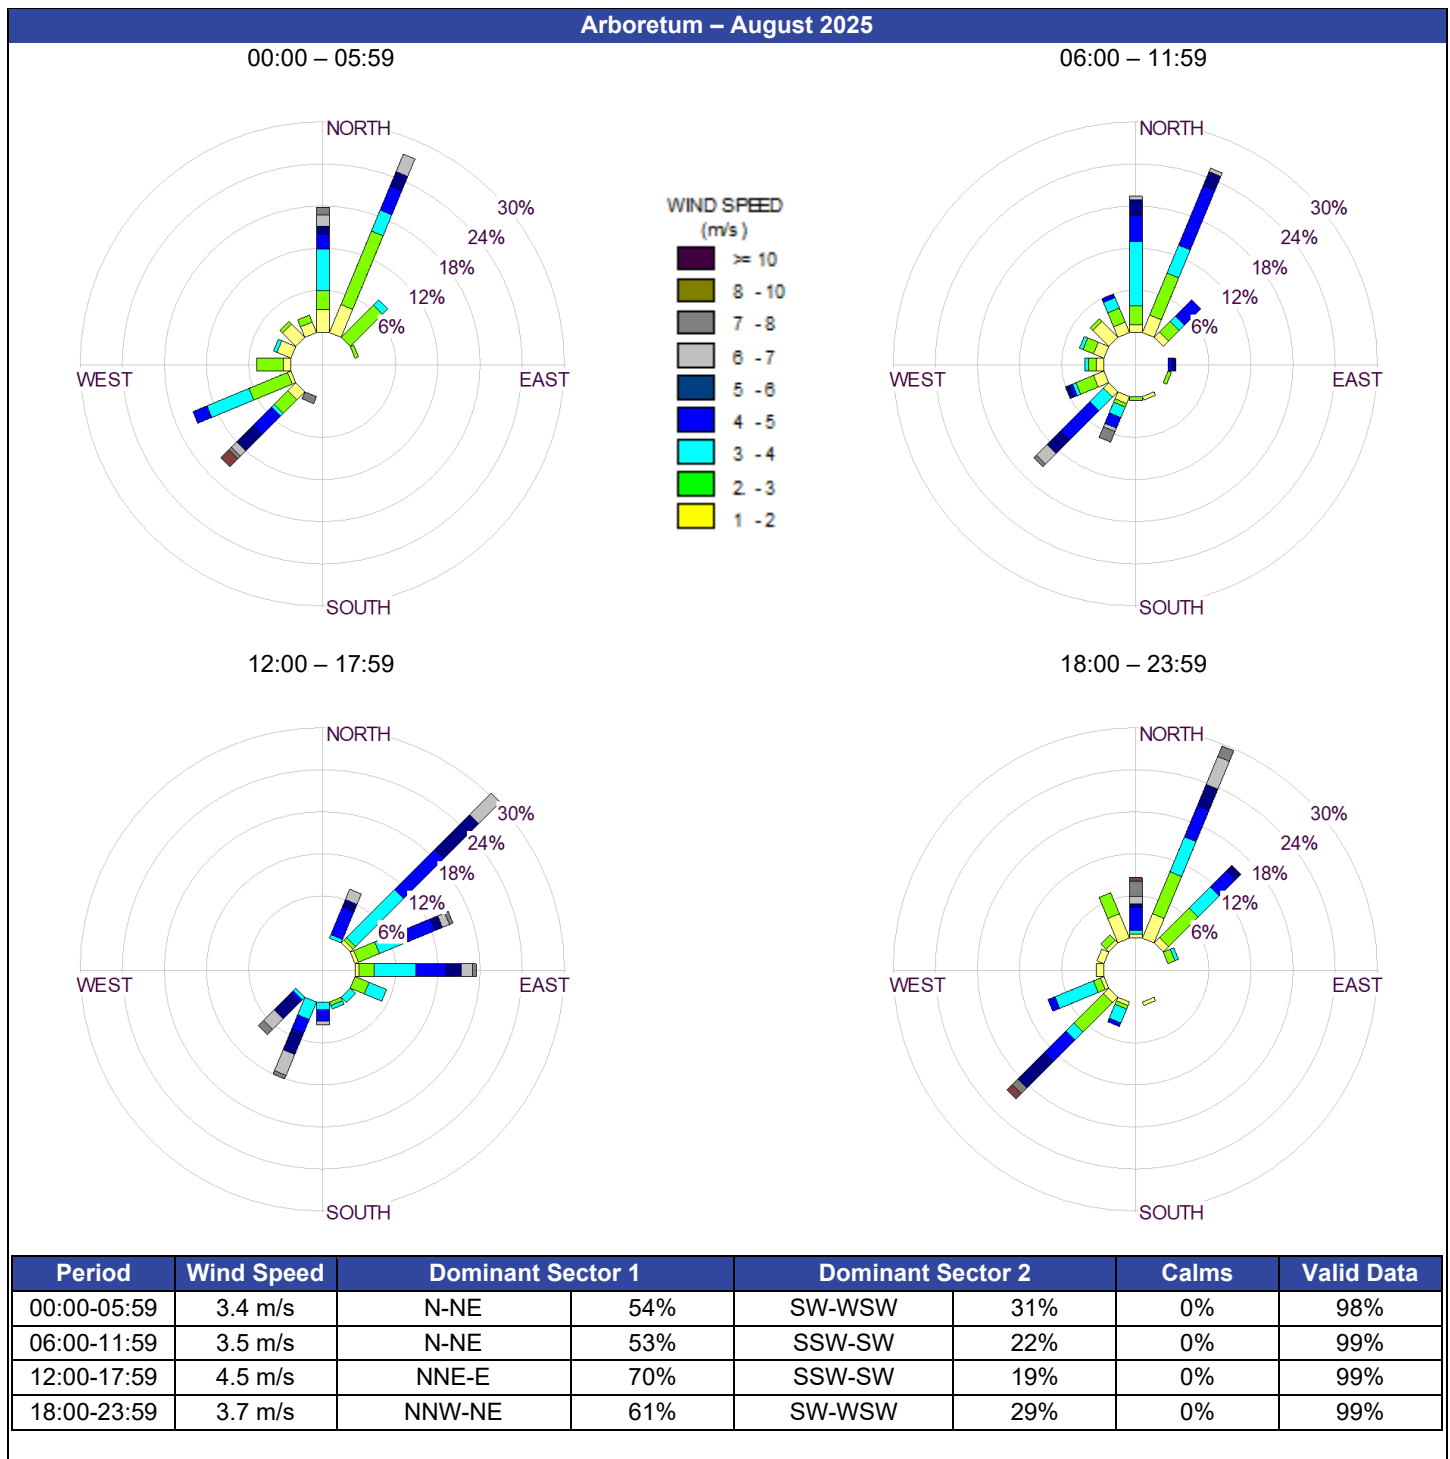 Arboretum – August 2025
00:00 – 05:59
06:00 – 11:59
NORTH
30%
24%
18%
12%
6%
WEST
EAST
SOUTH
WIND SPEED
(m/s)
>= 10
8 - 10
7 - 8
6 - 7
5 - 6
4 - 5
3 - 4
2 - 3
1 - 2
NORTH
30%
24%
18%
12%
6%
WEST
EAST
SOUTH
12:00 – 17:59
18:00 – 23:59
NORTH
30%
24%
18%
12%
6%
WEST
EAST
SOUTH
NORTH
30%
24%
18%
12%
6%
WEST
EAST
SOUTH
Period Wind Speed Dominant Sector 1 Dominant Sector 2 Calms Valid Data
00:00-05:59 3.4 m/s N-NE 54% SW-WSW 31% 0% 98%
06:00-11:59 3.5 m/s N-NE 53% SSW-SW 22% 0% 99%
12:00-17:59 4.5 m/s NNE-E 70% SSW-SW 19% 0% 99%
18:00-23:59 3.7 m/s NNW-NE 61% SW-WSW 29% 0% 99%